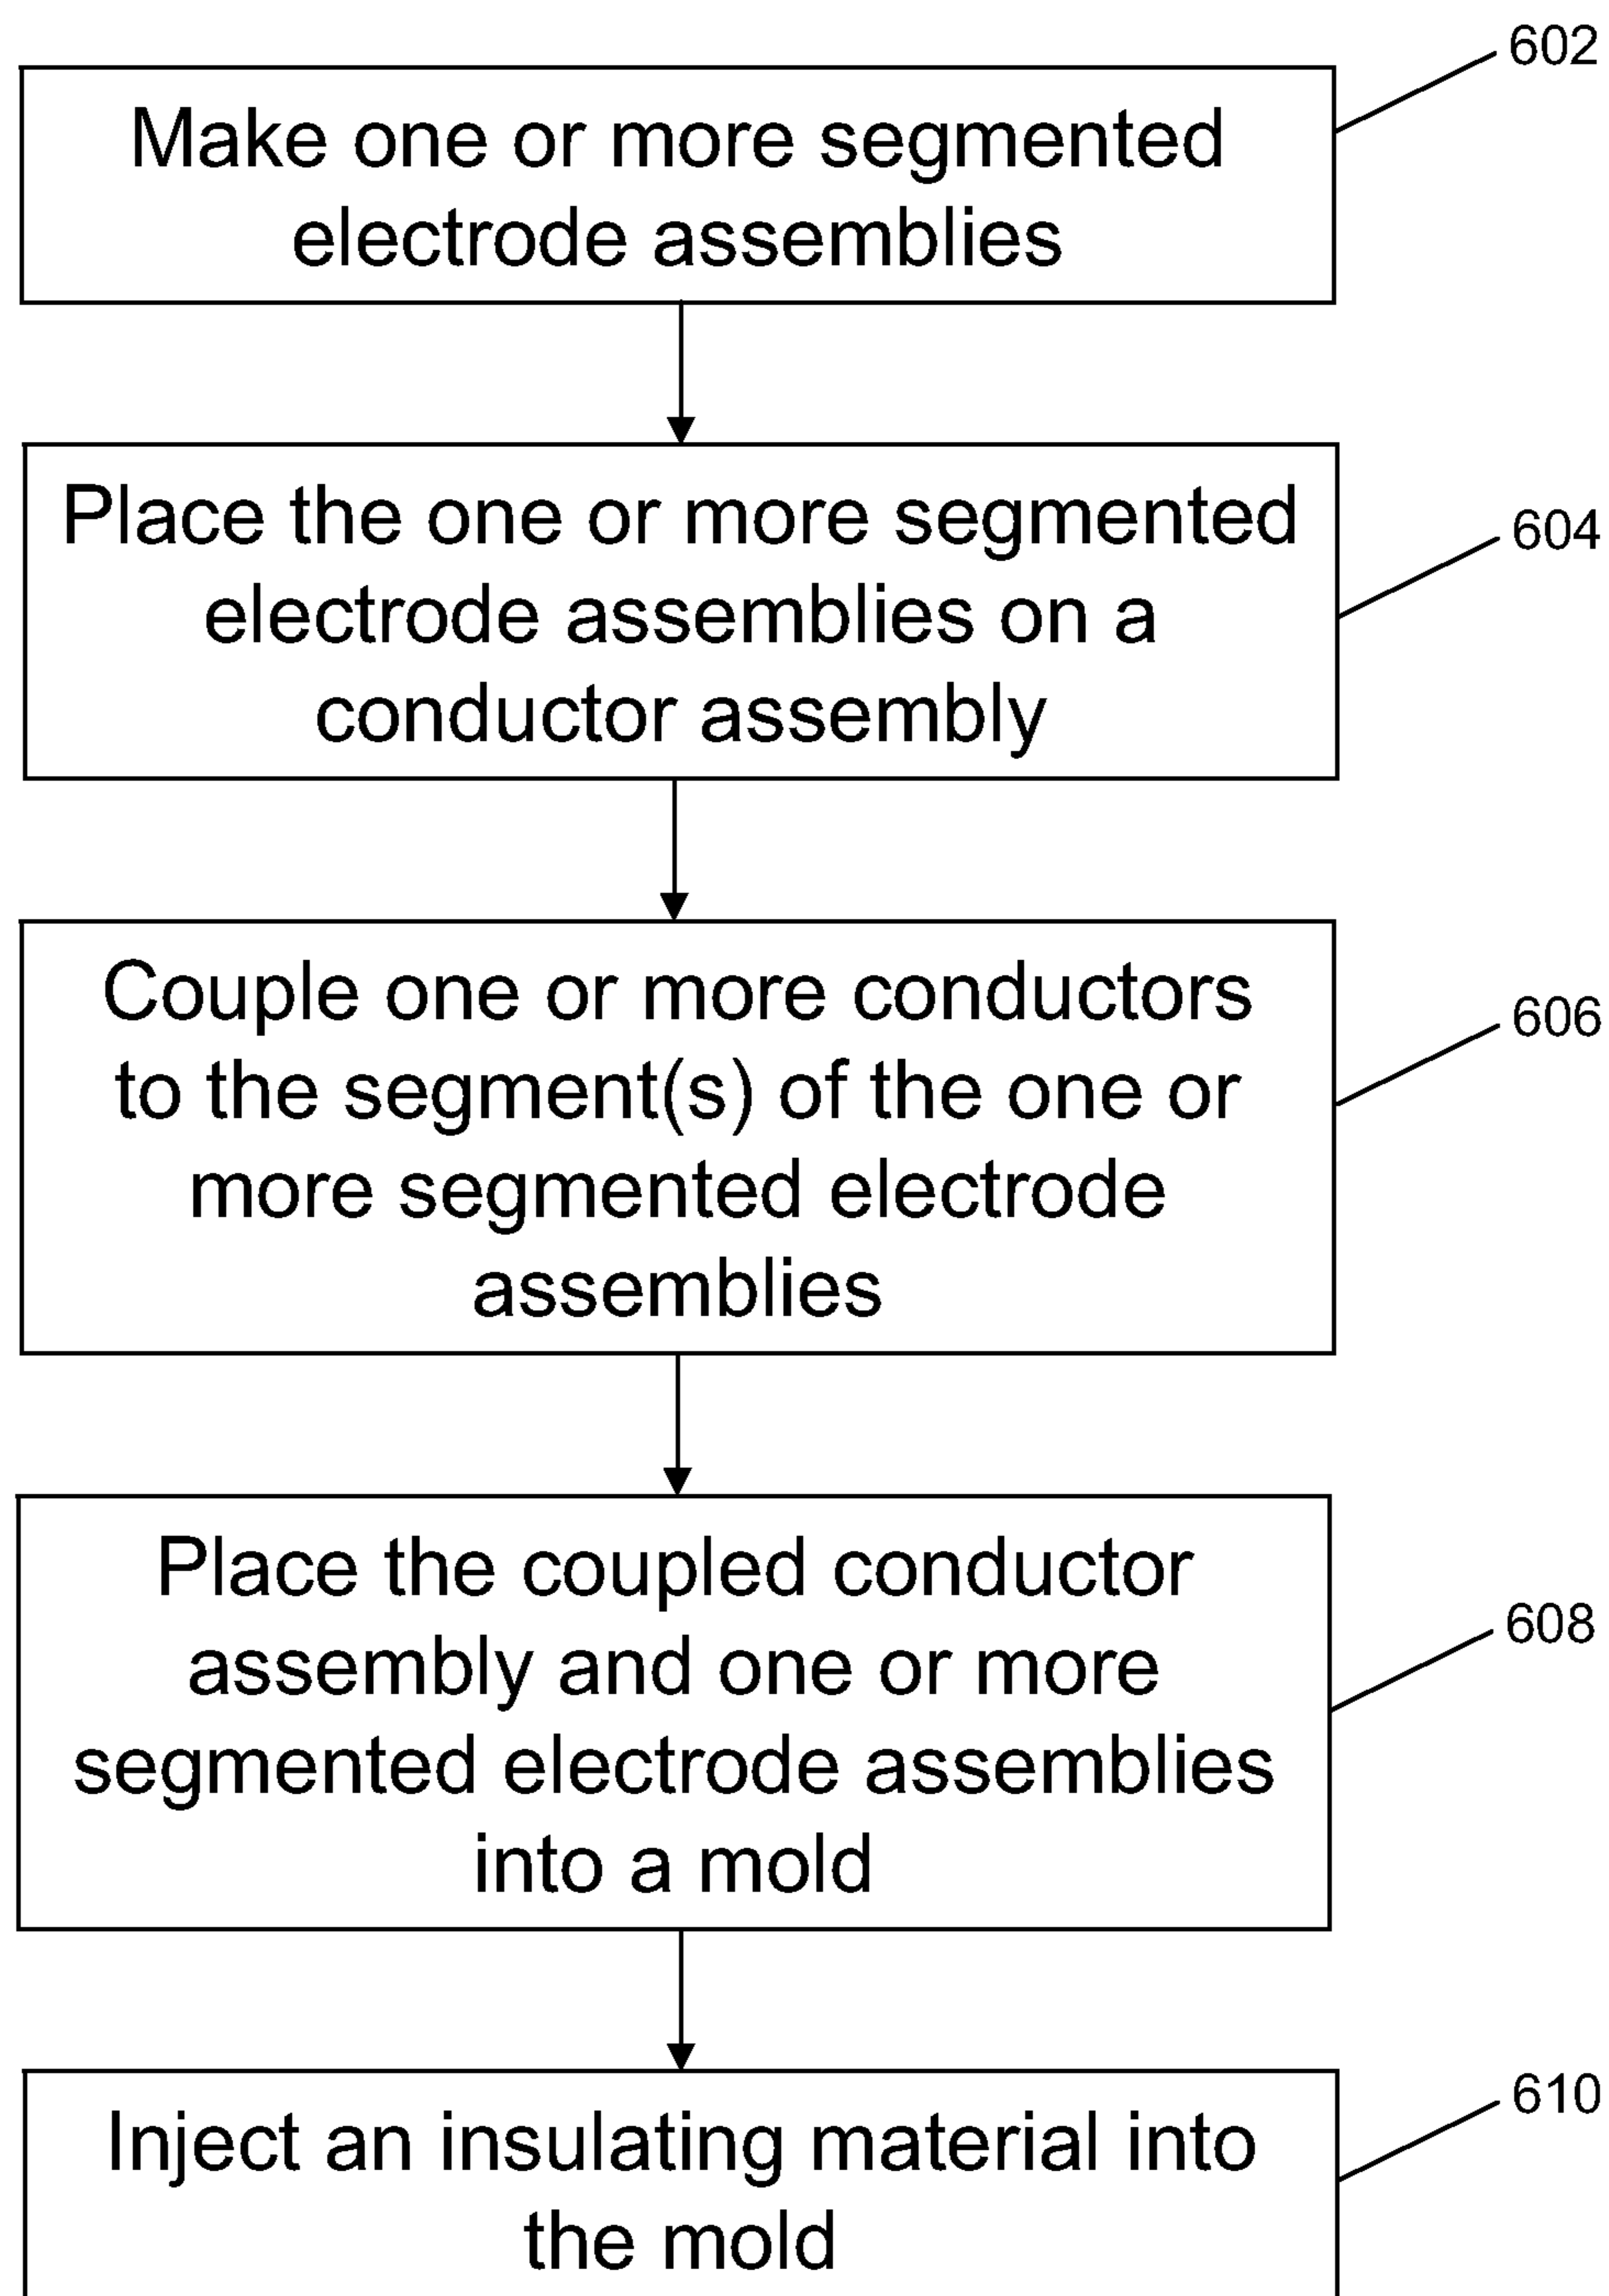 602
Make one or more segmented
electrode assemblies
Place the one or more segmented
electrode assemblies on a
conductor assembly
604
Couple one or more conductors
to the segment(s) of the one or
more segmented electrode
assemblies
606
Place the coupled conductor
assembly and one or more
segmented electrode assemblies
into a mold
608
Inject an insulating material into
the mold
610